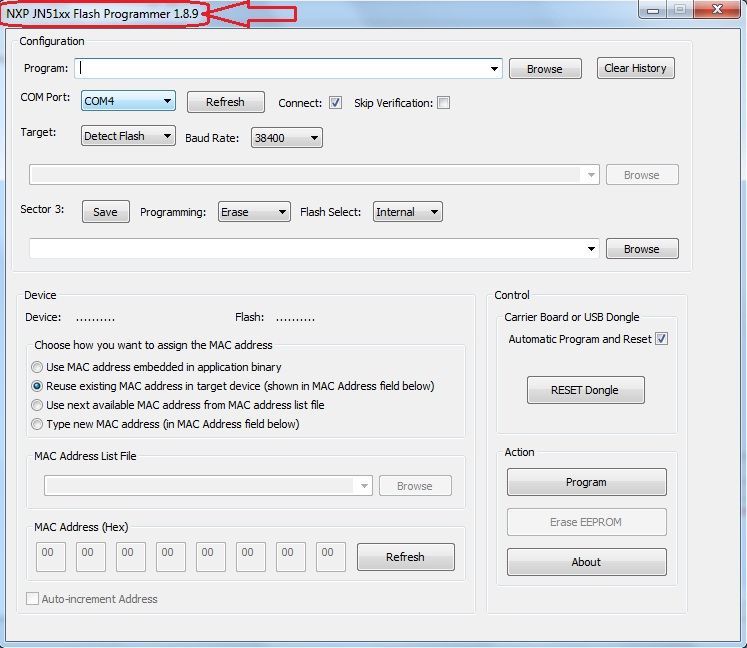 NXP JN51xx Flash Programmer 1.8.9
Configuration
Program: Browse Clear History
COM Port: COM4 Refresh Connect: Skip Verification:
Target: Detect Flash Baud Rate: 38400
Browse
Sector 3: Save Programming: Erase Flash Select: Internal
Browse
Device
Device: .......... Flash: ..........
Choose how you want to assign the MAC address
Use MAC address embedded in application binary
Reuse existing MAC address in target device (shown in MAC Address field below)
Use next available MAC address from MAC address list file
Type new MAC address (in MAC Address field below)
MAC Address List File
Browse
MAC Address (Hex)
00 00 00 00 00 00 00 00 Refresh
Auto-increment Address
Control
Carrier Board or USB Dongle
Automatic Program and Reset
RESET Dongle
Action
Program
Erase EEPROM
About